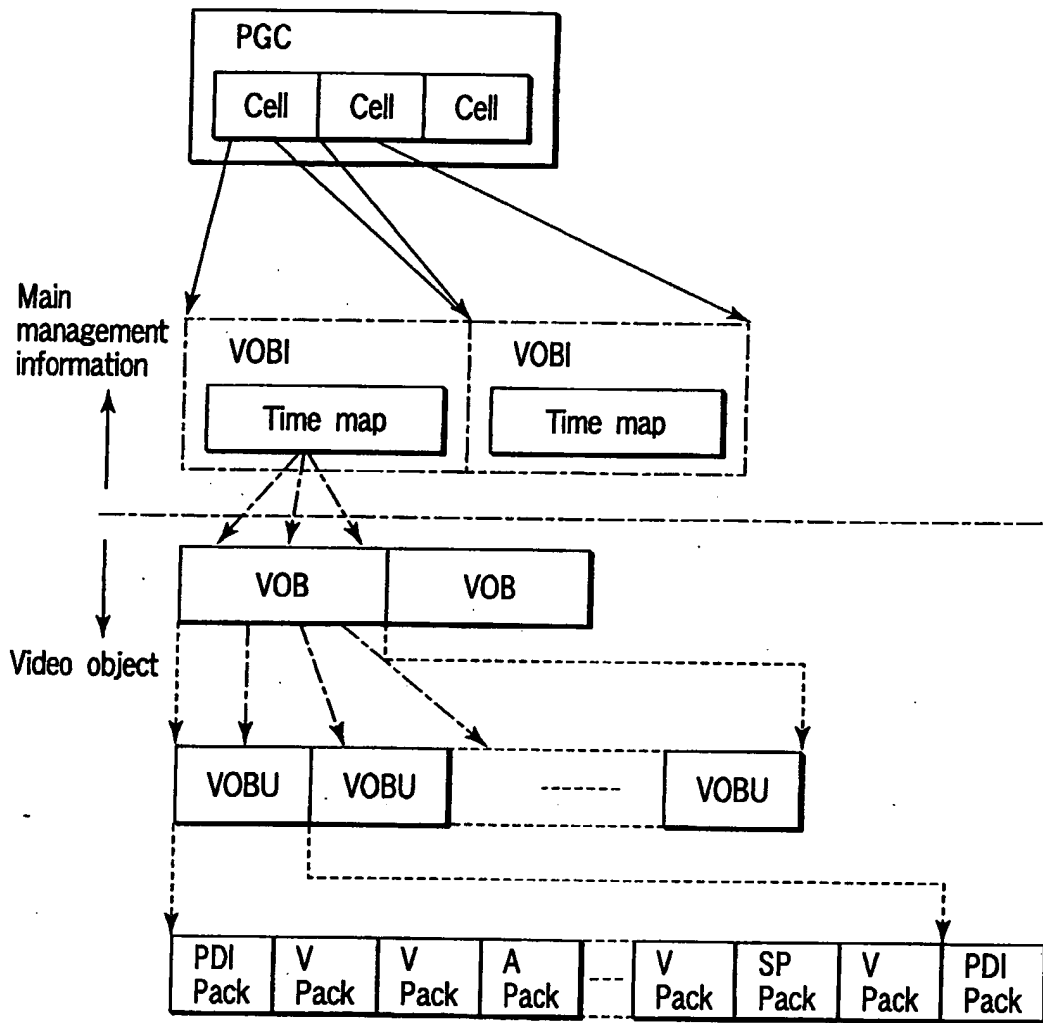 PGC
Cell Cell Cell
Main
management
information
VOBI VOBI
Time map Time map
VOB VOB
Video object
VOBU VOBU VOBU
PDI V V A V SP V PDI
Pack Pack Pack Pack Pack Pack Pack Pack